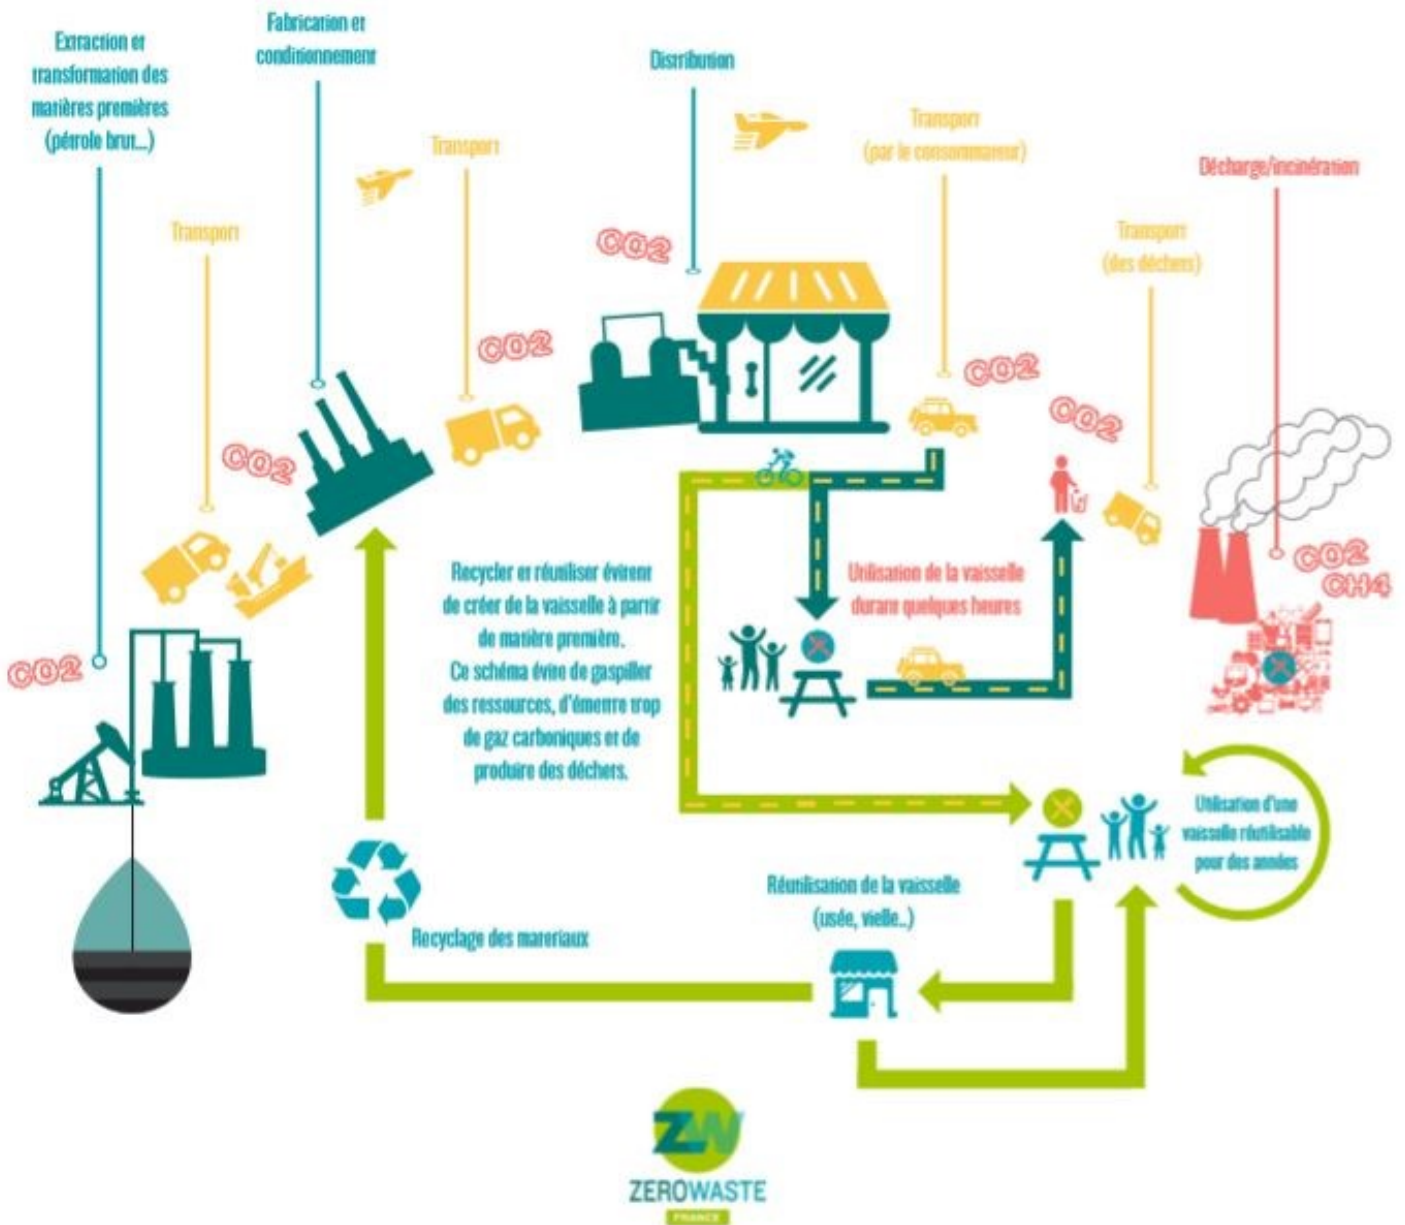 Extraction et
transformation des
matières premières
(pétrole brut...)
Fabrication et
conditionnement
Distribution
Transport
Transport
Transport
(par le consommateur)
Transport
(des déchets)
Décharge/incinération
CO2
CO2
CO2
CO2
CO2
CO2
CO2
CH4
Recycler et réutiliser évitent
de créer de la vaisselle à partir
de matière première.
Ce schéma évite de gaspiller
des ressources, d'émettre trop
de gaz carboniques et de
produire des déchets.
Utilisation de la vaisselle
durant quelques heures
Utilisation d'une
vaisselle réutilisable
pour des années
Réutilisation de la vaisselle
(usée, vielle..)
Recyclage des materiaux
ZW
ZEROWASTE
FRANCE